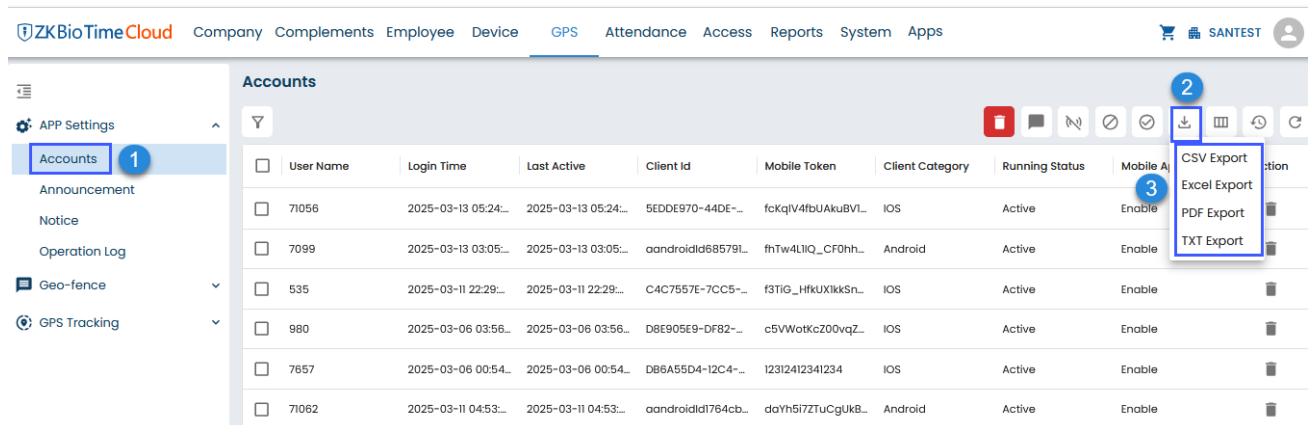 ZKBioTime Cloud Company Complements Employee Device GPS Attendance Access Reports System Apps SANTEST
Accounts
2
APP Settings
Accounts 1
Announcement
Notice
Operation Log
Geo-fence
GPS Tracking
User Name Login Time Last Active Client Id Mobile Token Client Category Running Status Mobile A ction
CSV Export
3 Excel Export
PDF Export
TXT Export
71056 2025-03-13 05:24:... 2025-03-13 05:24:... 5EDDE970-44DE-... IOS Active Enable
7099 2025-03-13 03:05:... 2025-03-13 03:05:... aandroidId685791... Android Active Enable
535 2025-03-11 22:29:... 2025-03-11 22:29:... C4C7557E-7CC5-... IOS Active Enable
980 2025-03-06 03:56... 2025-03-06 03:56... D8E905E9-DF82-... c5VWotKcZ00vqZ... IOS Active Enable
7657 2025-03-06 00:54... 2025-03-06 00:54... DB6A55D4-12C4-... 12312412341234 IOS Active Enable
71062 2025-03-11 04:53:... 2025-03-11 04:53:... aandroidId1764cb... daYh5i7ZTuCgUkB... Android Active Enable